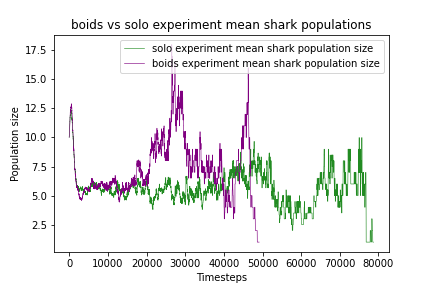 boids vs solo experiment mean shark populations
solo experiment mean shark population size
boids experiment mean shark population size
Population size
17.5
15.0
12.5
10.0
7.5
5.0
2.5
0 10000 20000 30000 40000 50000 60000 70000 80000
Timesteps